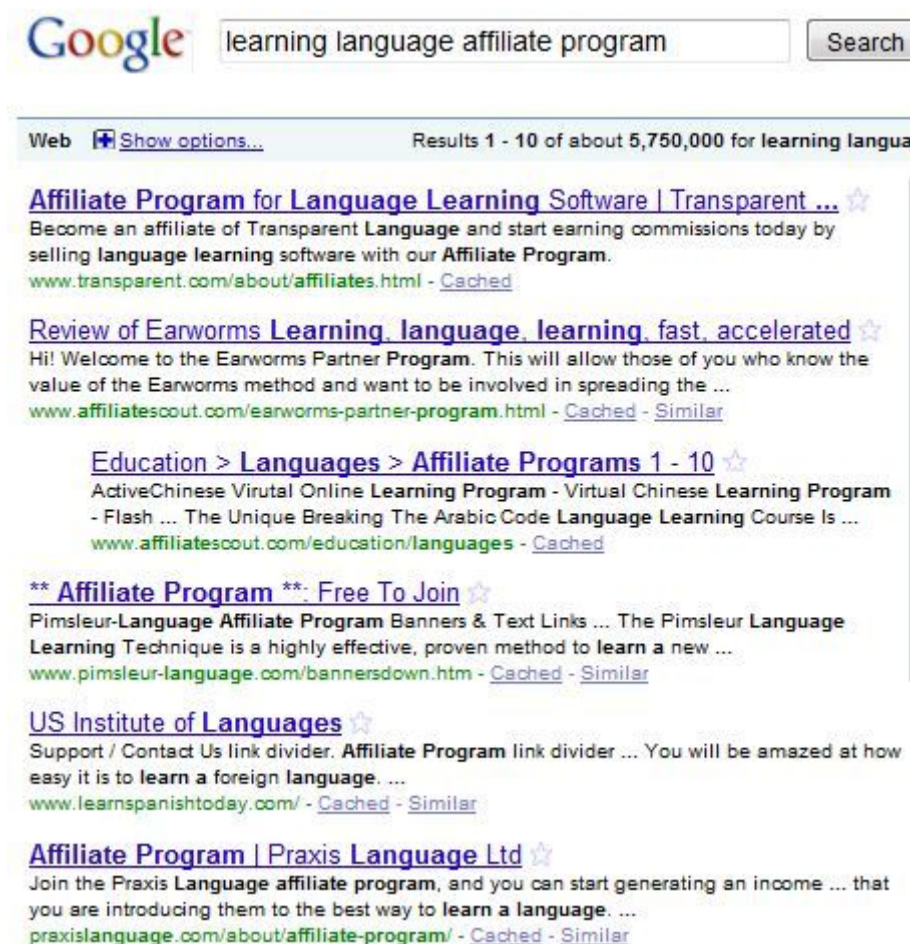 Google learning language affiliate program Search
Web Show options... Results 1 - 10 of about 5,750,000 for learning langua
Affiliate Program for Language Learning Software | Transparent ...
Become an affiliate of Transparent Language and start earning commissions today by
selling language learning software with our Affiliate Program.
www.transparent.com/about/affiliates.html - Cached
Review of Earworms Learning, language, learning, fast, accelerated
Hi! Welcome to the Earworms Partner Program. This will allow those of you who know the
value of the Earworms method and want to be involved in spreading the ...
www.affiliatescout.com/earworms-partner-program.html - Cached - Similar
Education > Languages > Affiliate Programs 1 - 10
ActiveChinese Virutal Online Learning Program - Virtual Chinese Learning Program
- Flash ... The Unique Breaking The Arabic Code Language Learning Course Is ...
www.affiliatescout.com/education/languages - Cached
** Affiliate Program **: Free To Join
Pimsleur-Language Affiliate Program Banners & Text Links ... The Pimsleur Language
Learning Technique is a highly effective, proven method to learn a new ...
www.pimsleur-language.com/bannersdown.htm - Cached - Similar
US Institute of Languages
Support / Contact Us link divider. Affiliate Program link divider ... You will be amazed at how
easy it is to learn a foreign language. ...
www.learnspanishtoday.com/ - Cached - Similar
Affiliate Program | Praxis Language Ltd
Join the Praxis Language affiliate program, and you can start generating an income ... that
you are introducing them to the best way to learn a language. ...
praxislanguage.com/about/affiliate-program/ - Cached - Similar